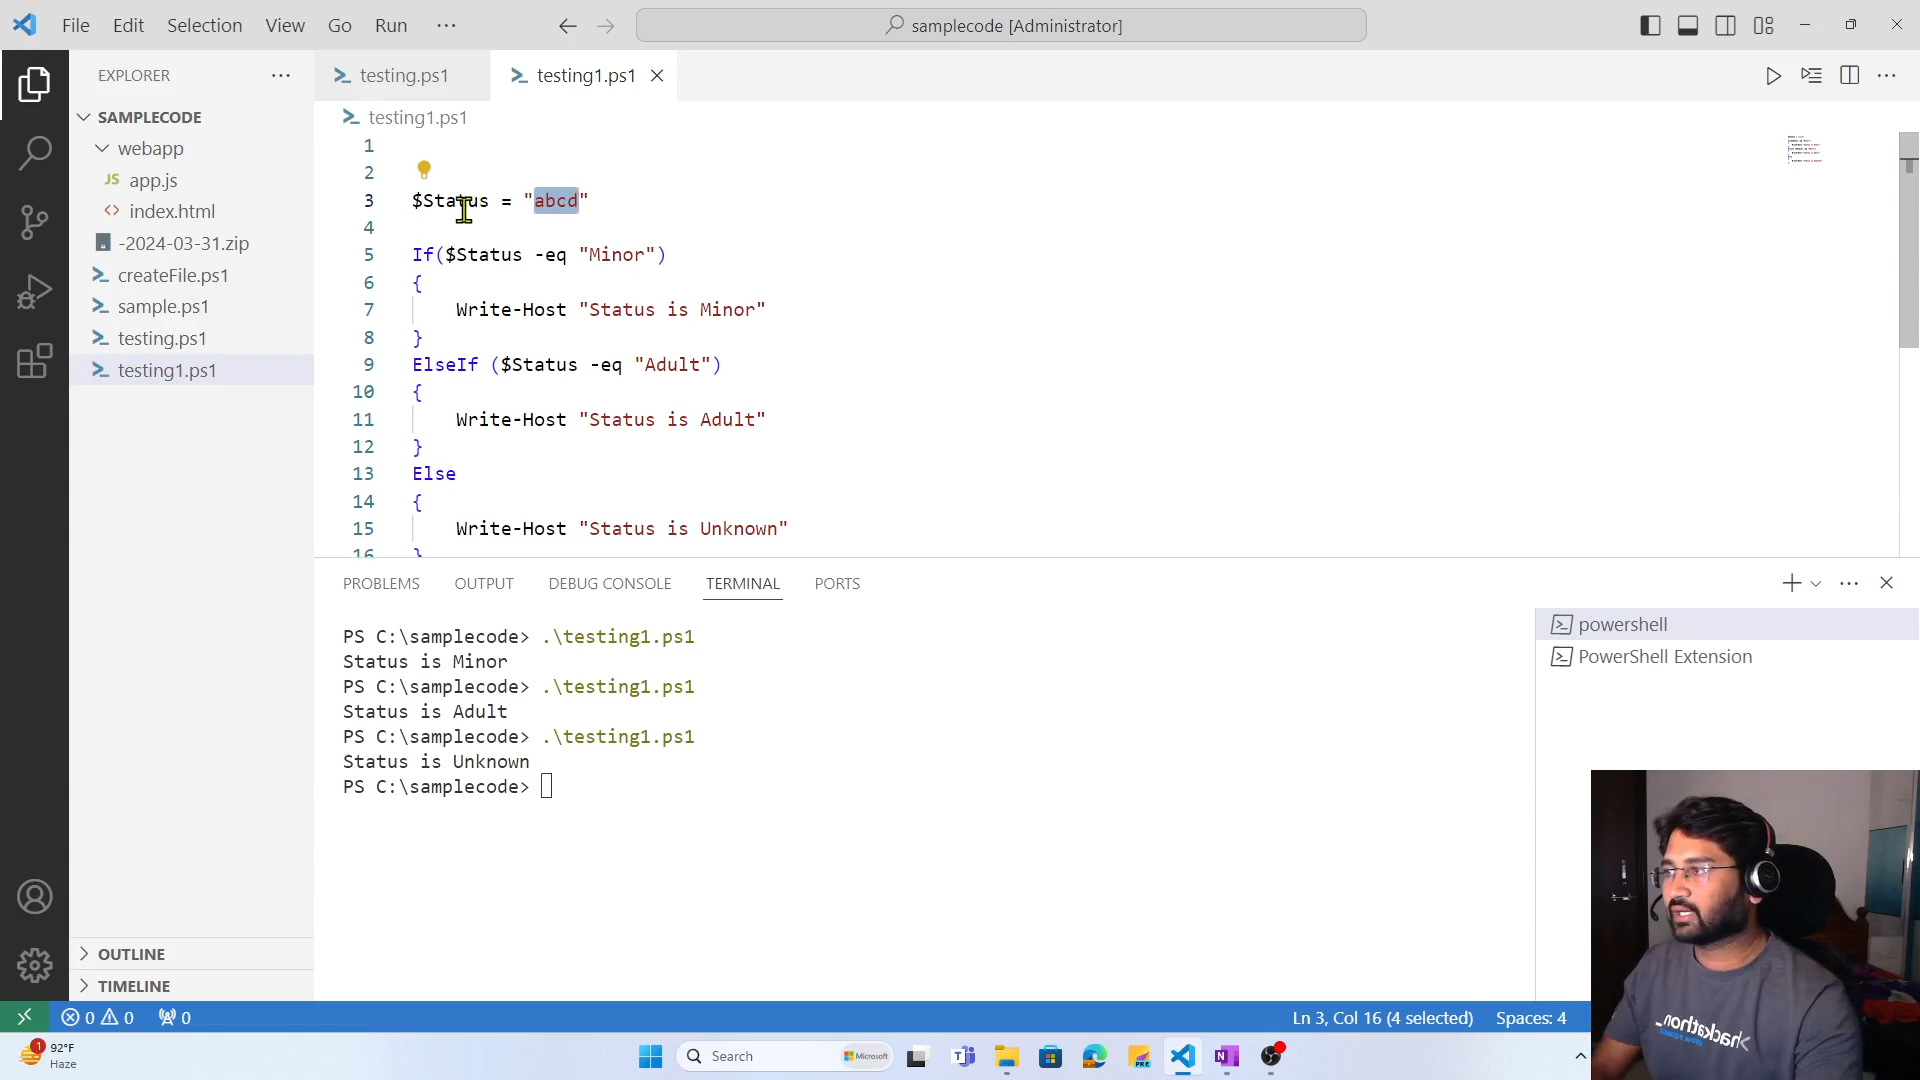 File Edit Selection View Go Run ···
samplecode [Administrator]
EXPLORER
SAMPLECODE
webapp
JS app.js
<> index.html
-2024-03-31.zip
createFile.ps1
sample.ps1
testing.ps1
testing1.ps1
OUTLINE
TIMELINE
testing.ps1
testing1.ps1
testing1.ps1
1
2
3 $Status = "abcd"
4
5 If($Status -eq "Minor")
6 {
7 Write-Host "Status is Minor"
8 }
9 ElseIf ($Status -eq "Adult")
10 {
11 Write-Host "Status is Adult"
12 }
13 Else
14 {
15 Write-Host "Status is Unknown"
16 }
PROBLEMS OUTPUT DEBUG CONSOLE TERMINAL PORTS
PS C:\samplecode> .\testing1.ps1
Status is Minor
PS C:\samplecode> .\testing1.ps1
Status is Adult
PS C:\samplecode> .\testing1.ps1
Status is Unknown
PS C:\samplecode>
powershell
PowerShell Extension
>hackathon_
0 0 0
Ln 3, Col 16 (4 selected) Spaces: 4
1
92°F
Haze
Search
Microsoft
PRE